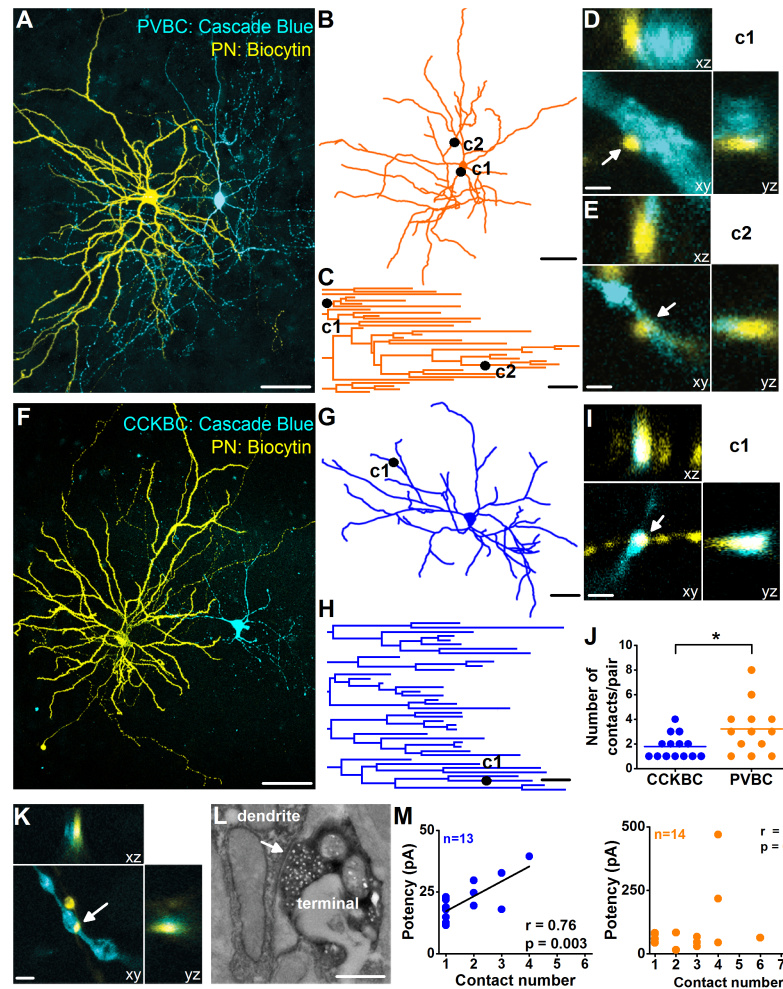 A
PVBC: Cascade Blue
PN: Biocytin
B
c2
c1
C
c1
c2
D
c1
xz
xy
yz
E
c2
xz
xy
yz
F
CCKBC: Cascade Blue
PN: Biocytin
G
c1
H
c1
I
c1
xz
xy
yz
J
*
Number of
contacts/pair
10
8
6
4
2
0
CCKBC
PVBC
K
xz
xy
yz
L
dendrite
terminal
M
n=13
Potency (pA)
50
25
0
r = 0.76
p = 0.003
1 2 3 4 5 6
Contact number
n=14
r =
p =
Potency (pA)
500
250
0
1 2 3 4 5 6 7
Contact number